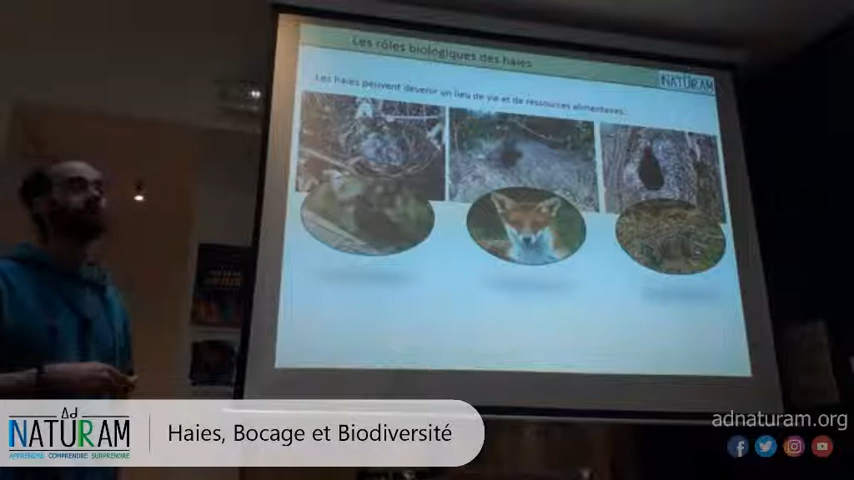 Les rôles biologiques des haies
NATURAM
Les haies peuvent devenir un lieu de vie et de ressources alimentaires.
Ad
NATURAM
APPRENDRE COMPRENDRE SURPRENDRE
Haies, Bocage et Biodiversité
adnaturam.org